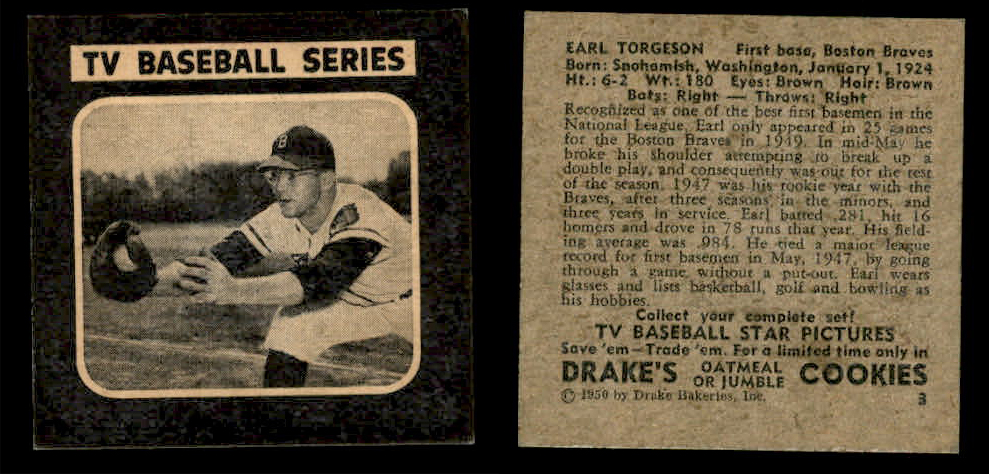 TV BASEBALL SERIES
B
EARL TORGESON First base, Boston Braves
Born: Snohamish, Washington, January 1, 1924
Ht.: 6-2 Wt.: 180 Eyes: Brown Hair: Brown
Bats: Right — Throws: Right
Recognized as one of the best first basemen in the
National League, Earl only appeared in 25 games
for the Boston Braves in 1949. In mid-May he
broke his shoulder attempting to break up a
double play, and consequently was out for the rest
of the season. 1947 was his rookie year with the
Braves, after three seasons in the minors, and
three years in service. Earl batted .281, hit 16
homers and drove in 78 runs that year. His field-
ing average was .984. He tied a major league
record for first basemen in May, 1947, by going
through a game without a put-out. Earl wears
glasses and lists basketball, golf and bowling as
his hobbies.
Collect your complete set!
TV BASEBALL STAR PICTURES
Save 'em—Trade 'em. For a limited time only in
DRAKE'S OATMEAL OR JUMBLE COOKIES
© 1950 by Drake Bakeries, Inc. 3